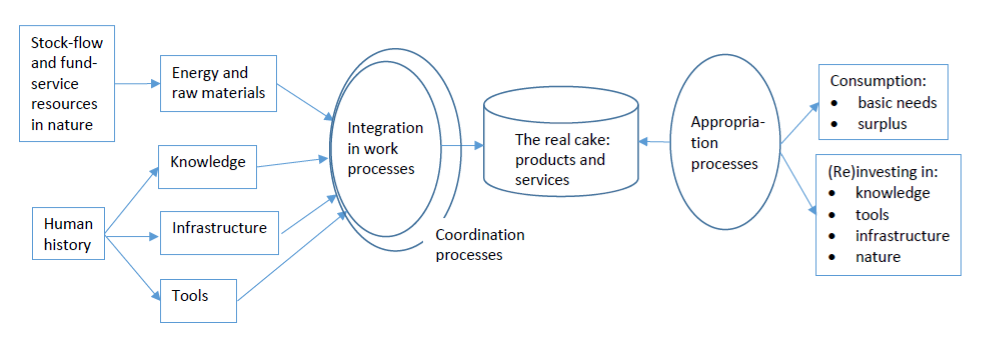 Stock-flow
and fund-
service
resources
in nature
Energy and
raw materials
Knowledge
Human
history
Infrastructure
Tools
Integration
in work
processes
Coordination
processes
The real cake:
products and
services
Appropria-
tion
processes
Consumption:
• basic needs
• surplus
(Re)investing in:
• knowledge
• tools
• infrastructure
• nature